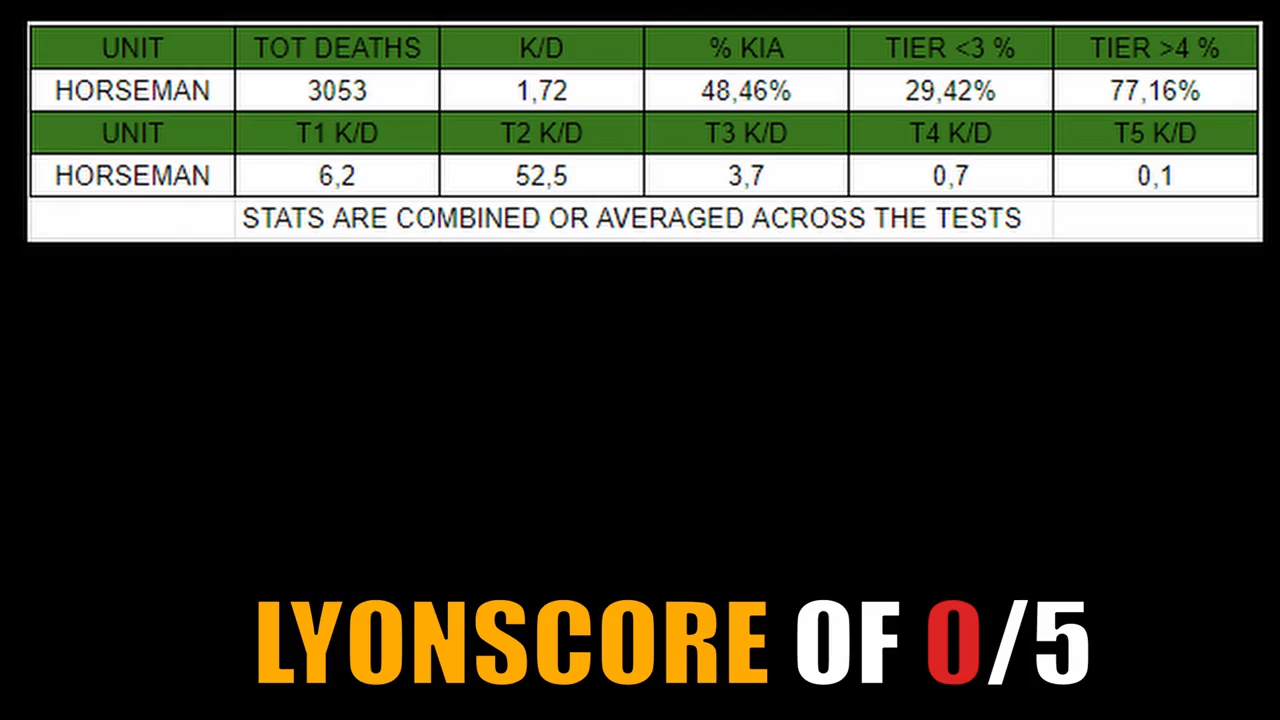 UNIT TOT DEATHS K/D % KIA TIER <3 % TIER >4 %
HORSEMAN 3053 1,72 48,46% 29,42% 77,16%
UNIT T1 K/D T2 K/D T3 K/D T4 K/D T5 K/D
HORSEMAN 6,2 52,5 3,7 0,7 0,1
STATS ARE COMBINED OR AVERAGED ACROSS THE TESTS
LYONSCORE OF 0/5